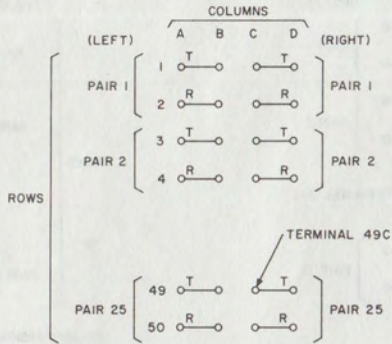 COLUMNS
(LEFT) A B C D (RIGHT)
1 T T
PAIR 1 PAIR 1
2 R R
3 T T
PAIR 2 PAIR 2
4 R R
ROWS
TERMINAL 49C
49 T T
PAIR 25 PAIR 25
50 R R